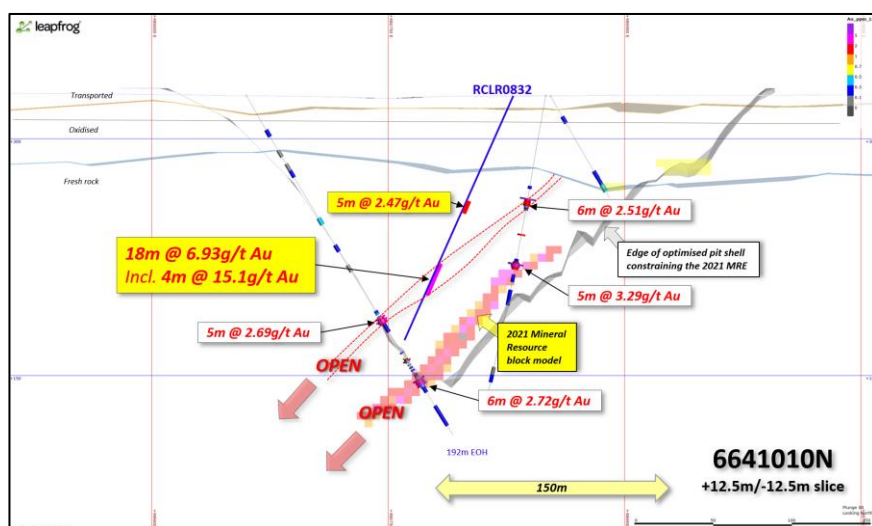 leapfrog
RCLR0832
Transported
Oxidised
Fresh rock
5m @ 2.47g/t Au
6m @ 2.51g/t Au
18m @ 6.93g/t Au
Incl. 4m @ 15.1g/t Au
Edge of optimised pit shell
constraining the 2021 MRE
5m @ 3.29g/t Au
5m @ 2.69g/t Au
2021 Mineral
Resource
block model
OPEN
OPEN
6m @ 2.72g/t Au
192m EOH
6641010N
+12.5m/-12.5m slice
150m